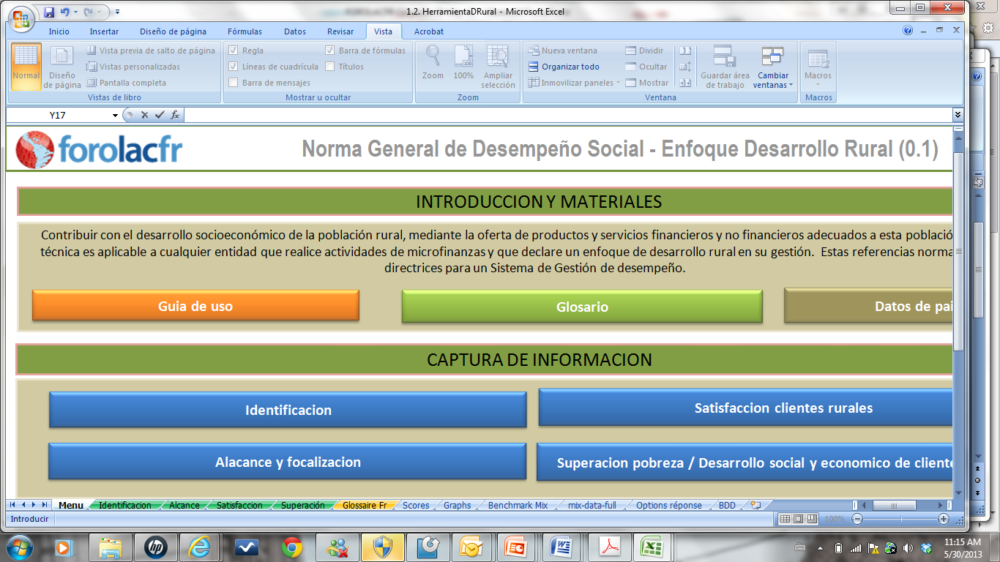 1.2. HerramientaDRural - Microsoft Excel
Inicio Insertar Diseño de página Fórmulas Datos Revisar Vista Acrobat
Normal
Diseño de página
Vista previa de salto de página
Vistas personalizadas
Pantalla completa
Vistas de libro
Regla
Líneas de cuadrícula
Barra de mensajes
Barra de fórmulas
Títulos
Mostrar u ocultar
Zoom
100%
Ampliar selección
Zoom
Nueva ventana
Organizar todo
Inmovilizar paneles
Dividir
Ocultar
Mostrar
Guardar área de trabajo
Cambiar ventanas
Ventana
Macros
Macros
Y17
fx
forolacfr
Norma General de Desempeño Social - Enfoque Desarrollo Rural (0.1)
INTRODUCCION Y MATERIALES
Contribuir con el desarrollo socioeconómico de la población rural, mediante la oferta de productos y servicios financieros y no financieros adecuados a esta població
técnica es aplicable a cualquier entidad que realice actividades de microfinanzas y que declare un enfoque de desarrollo rural en su gestión. Estas referencias norma
directrices para un Sistema de Gestión de desempeño.
Guia de uso
Glosario
Datos de pai
CAPTURA DE INFORMACION
Identificacion
Satisfaccion clientes rurales
Alacance y focalizacion
Superacion pobreza / Desarrollo social y economico de cliente
Menu Identificacion Alcance Satisfaccion Superación Glossaire Fr Scores Graphs Benchmark Mix mix-data-full Options réponse BDD
Introducir
100%
11:15 AM
5/30/2013